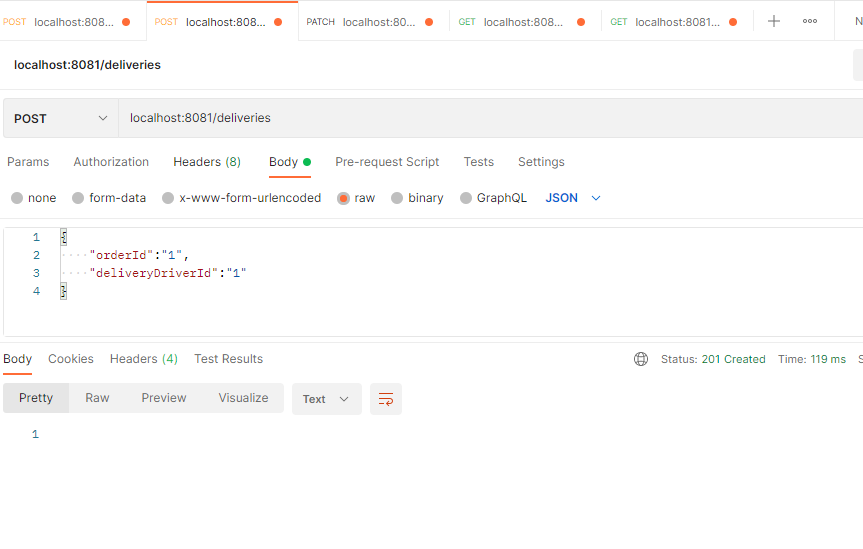 POST localhost:808... POST localhost:808... PATCH localhost:80... GET localhost:808... GET localhost:8081... N
localhost:8081/deliveries
POST localhost:8081/deliveries
Params Authorization Headers (8) Body Pre-request Script Tests Settings
none form-data x-www-form-urlencoded raw binary GraphQL JSON
1 {
2 "orderId":"1",
3 "deliveryDriverId":"1"
4 }
Body Cookies Headers (4) Test Results Status: 201 Created Time: 119 ms S
Pretty Raw Preview Visualize Text
1